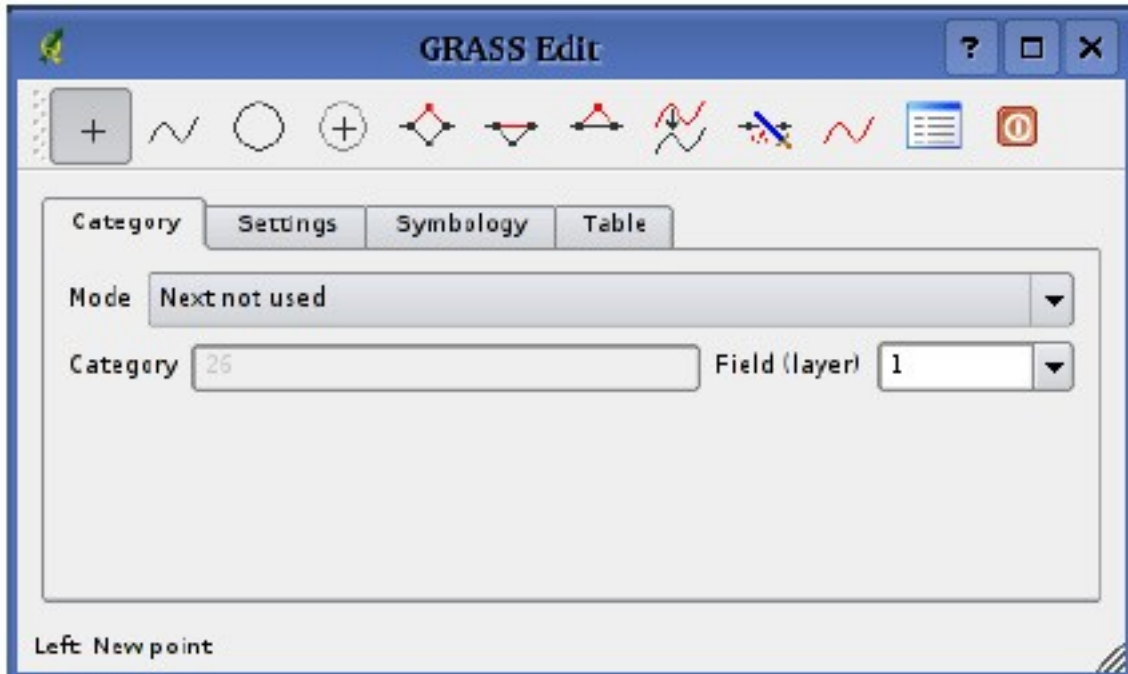 GRASS Edit
Category Settings Symbology Table
Mode Next not used
Category 26 Field (layer) 1
Left: New point